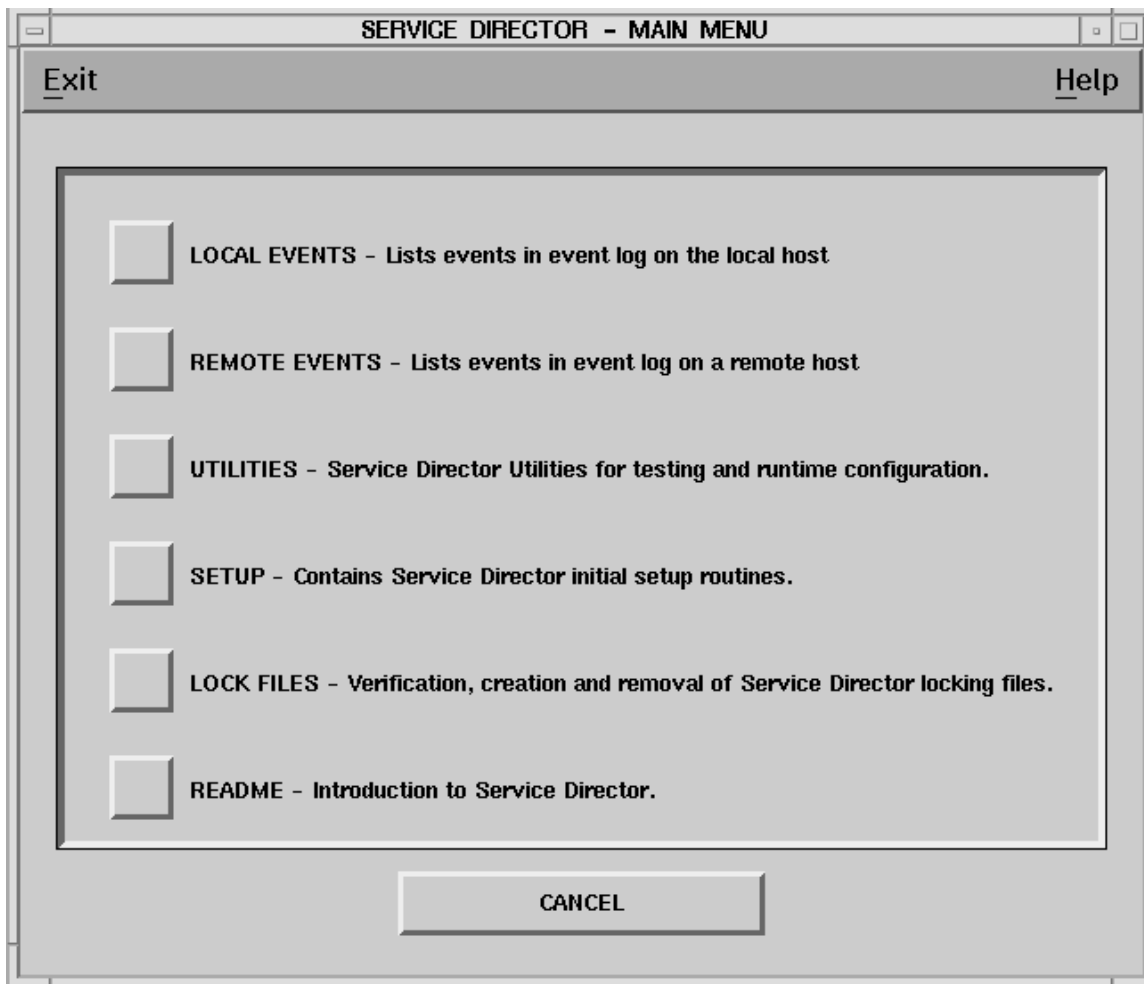 SERVICE DIRECTOR - MAIN MENU
Exit
Help
LOCAL EVENTS - Lists events in event log on the local host
REMOTE EVENTS - Lists events in event log on a remote host
UTILITIES - Service Director Utilities for testing and runtime configuration.
SETUP - Contains Service Director initial setup routines.
LOCK FILES - Verification, creation and removal of Service Director locking files.
README - Introduction to Service Director.
CANCEL